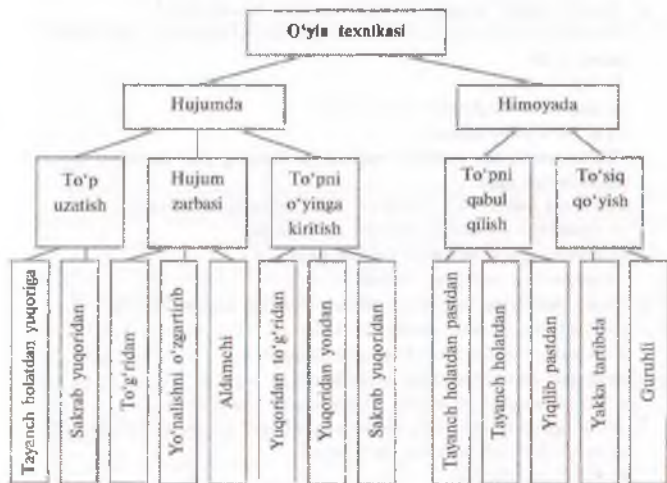 O‘yin texnikasi
Hujumda
Himoyada
To‘p
uzatish
Hujum
zarbasi
To‘pni
o‘yinga
kiritish
To‘pni
qabul
qilish
To‘siq
qo‘yish
Tayanch holatdan yuqoriga
Sakrab yuqoridan
To‘g‘ridan
Yo‘nalishni o‘zgartirib
Aldamchi
Yuqoridan to‘g‘ridan
Yuqoridan yondan
Sakrab yuqoridan
Tayanch holatdan pastdan
Tayanch holatdan
Yiqilib pastdan
Yakka tartibda
Guruhli